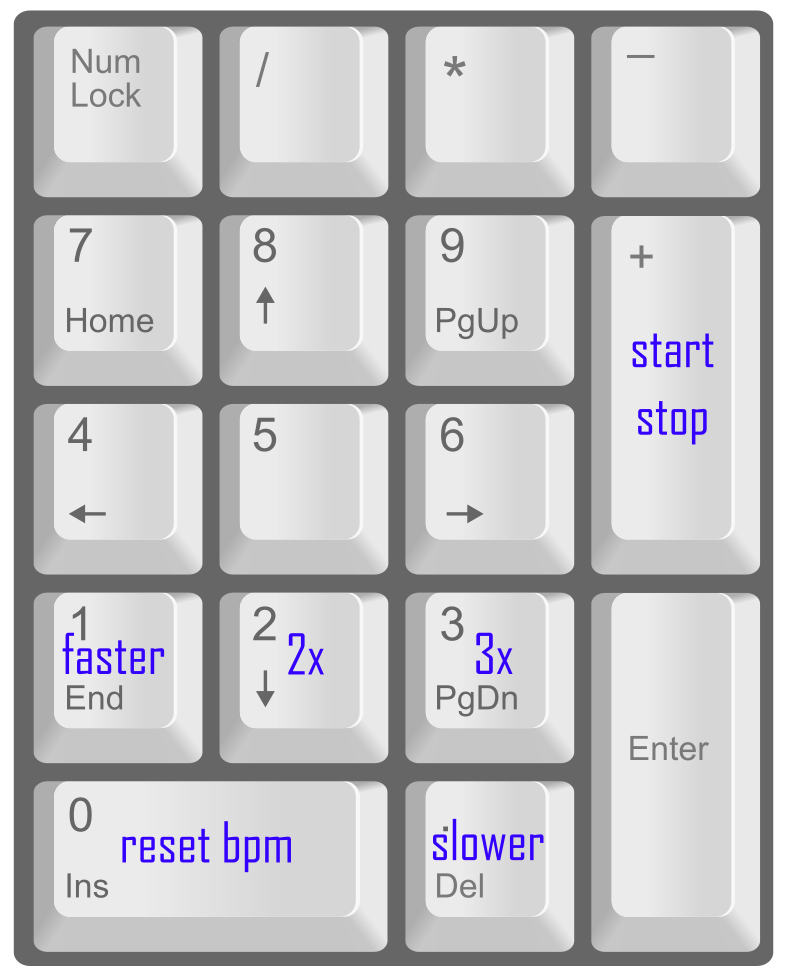 Num
Lock
/
*
—
7
Home
8
↑
9
PgUp
+
start
stop
4
←
5
6
→
1
faster
End
2
2x
↓
3
3x
PgDn
Enter
0
reset bpm
Ins
.
slower
Del